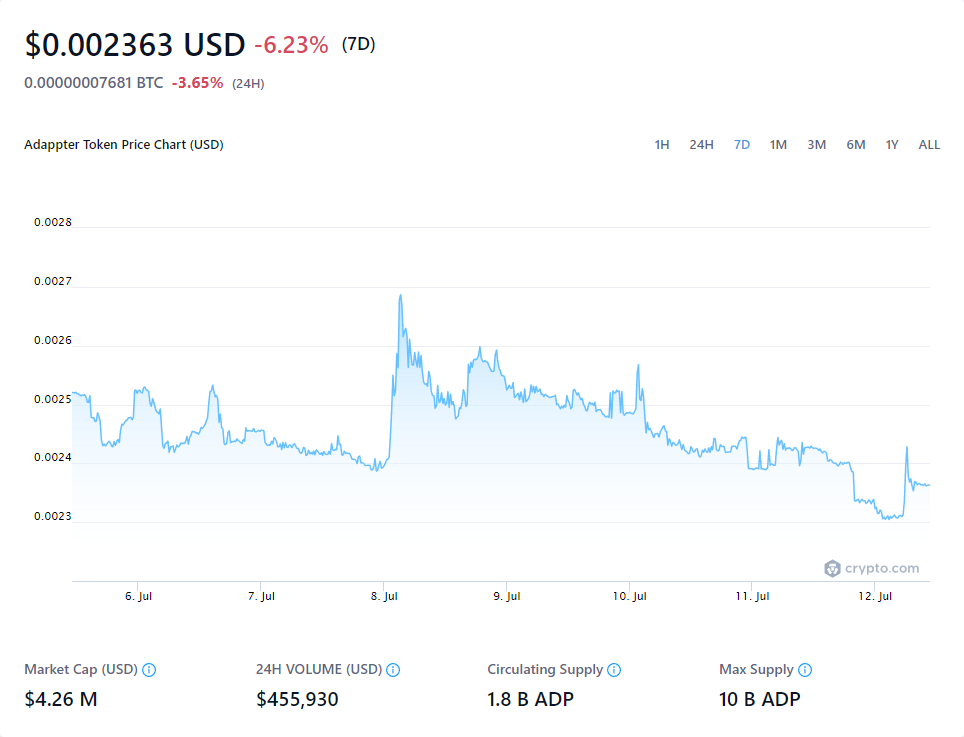 $0.002363 USD -6.23% (7D)
0.00000007681 BTC -3.65% (24H)
Adappter Token Price Chart (USD) 1H 24H 7D 1M 3M 6M 1Y ALL
0.0028
0.0027
0.0026
0.0025
0.0024
0.0023
crypto.com
6. Jul 7. Jul 8. Jul 9. Jul 10. Jul 11. Jul 12. Jul
Market Cap (USD) 24H VOLUME (USD) Circulating Supply Max Supply
$4.26 M $455,930 1.8 B ADP 10 B ADP